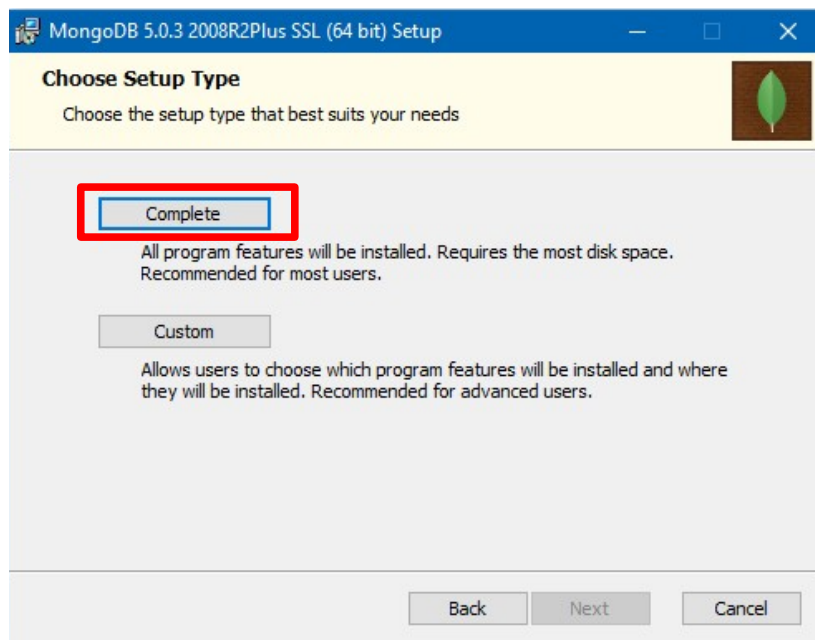 MongoDB 5.0.3 2008R2Plus SSL (64 bit) Setup
Choose Setup Type
Choose the setup type that best suits your needs
Complete
All program features will be installed. Requires the most disk space.
Recommended for most users.
Custom
Allows users to choose which program features will be installed and where
they will be installed. Recommended for advanced users.
Back
Next
Cancel